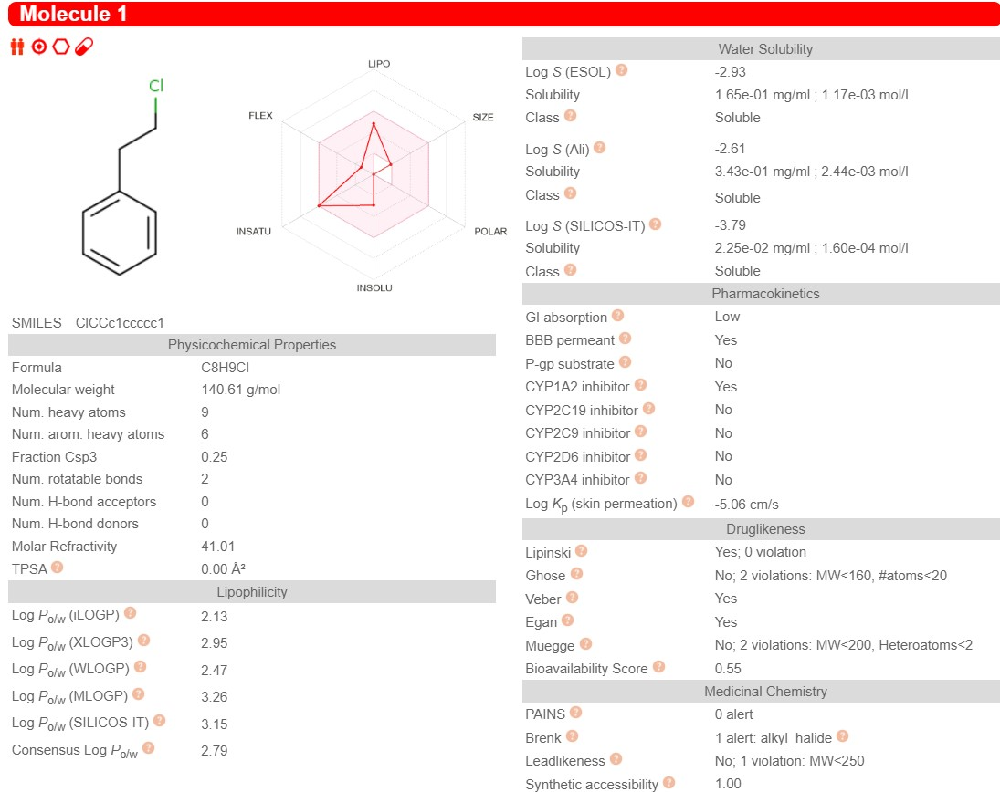 Molecule 1
Cl
LIPO
FLEX
SIZE
INSATU
POLAR
INSOLU
SMILES ClCCc1ccccc1
Physicochemical Properties
Formula C8H9Cl
Molecular weight 140.61 g/mol
Num. heavy atoms 9
Num. arom. heavy atoms 6
Fraction Csp3 0.25
Num. rotatable bonds 2
Num. H-bond acceptors 0
Num. H-bond donors 0
Molar Refractivity 41.01
TPSA ? 0.00 Å²
Lipophilicity
Log Po/w (iLOGP) ? 2.13
Log Po/w (XLOGP3) ? 2.95
Log Po/w (WLOGP) ? 2.47
Log Po/w (MLOGP) ? 3.26
Log Po/w (SILICOS-IT) ? 3.15
Consensus Log Po/w ? 2.79
Water Solubility
Log S (ESOL) ? -2.93
Solubility 1.65e-01 mg/ml ; 1.17e-03 mol/l
Class ? Soluble
Log S (Ali) ? -2.61
Solubility 3.43e-01 mg/ml ; 2.44e-03 mol/l
Class ? Soluble
Log S (SILICOS-IT) ? -3.79
Solubility 2.25e-02 mg/ml ; 1.60e-04 mol/l
Class ? Soluble
Pharmacokinetics
GI absorption ? Low
BBB permeant ? Yes
P-gp substrate ? No
CYP1A2 inhibitor ? Yes
CYP2C19 inhibitor ? No
CYP2C9 inhibitor ? No
CYP2D6 inhibitor ? No
CYP3A4 inhibitor ? No
Log Kp (skin permeation) ? -5.06 cm/s
Druglikeness
Lipinski ? Yes; 0 violation
Ghose ? No; 2 violations: MW<160, #atoms<20
Veber ? Yes
Egan ? Yes
Muegge ? No; 2 violations: MW<200, Heteroatoms<2
Bioavailability Score ? 0.55
Medicinal Chemistry
PAINS ? 0 alert
Brenk ? 1 alert: alkyl_halide ?
Leadlikeness ? No; 1 violation: MW<250
Synthetic accessibility ? 1.00